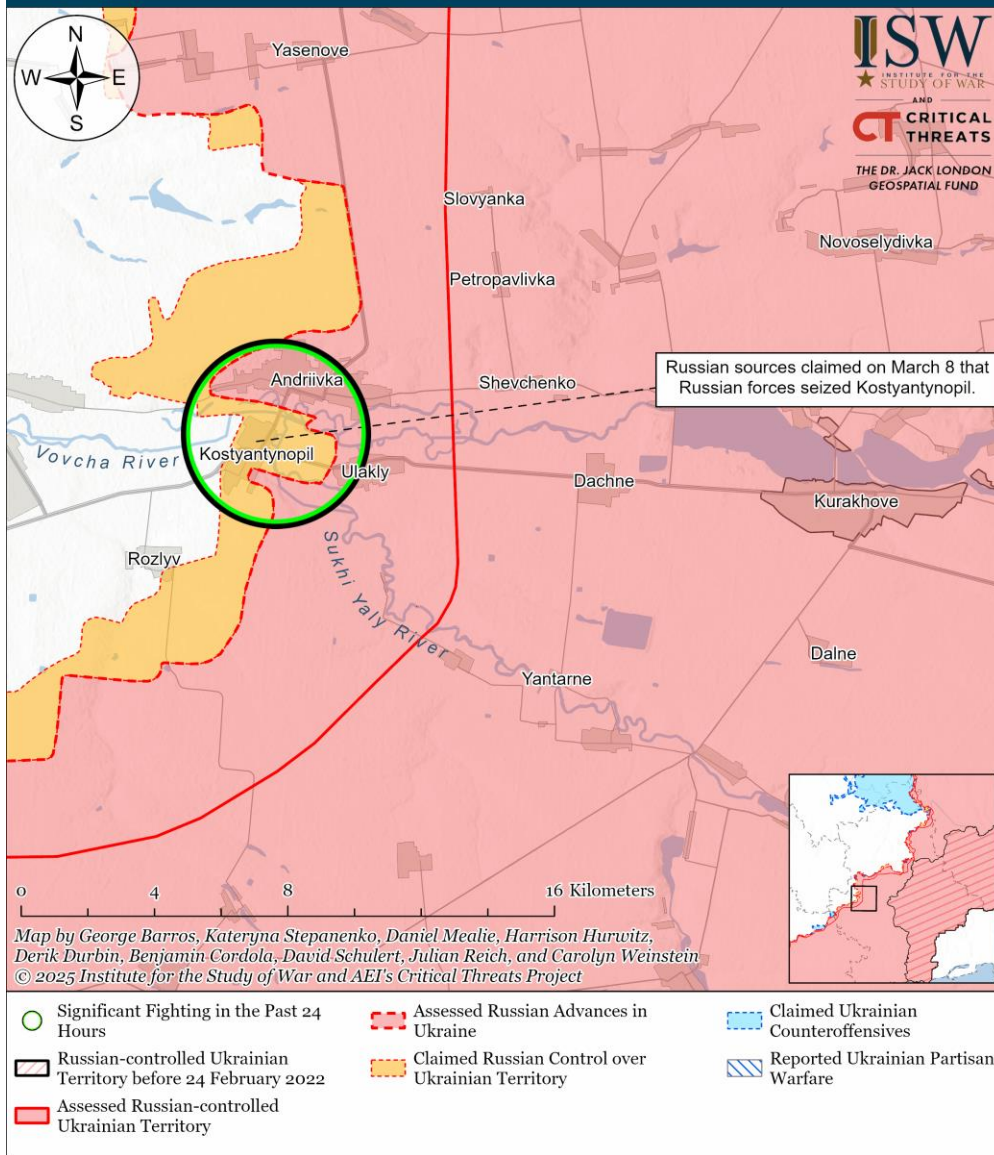 N
W E
S
ISW
INSTITUTE FOR THE
STUDY OF WAR
AND
CT CRITICAL
THREATS
THE DR. JACK LONDON
GEOSPATIAL FUND
Yasenove
Slovyanka
Novoselydivka
Petropavlivka
Russian sources claimed on March 8 that
Russian forces seized Kostyantynopil.
Andriivka
Shevchenko
Vovcha River
Kostyantynopil
Ulakly
Dachne
Kurakhove
Rozlyv
Sukhi Yaly River
Dalne
Yantarne
0 4 8 16 Kilometers
Map by George Barros, Kateryna Stepanenko, Daniel Mealie, Harrison Hurwitz,
Derik Durbin, Benjamin Cordola, David Schulert, Julian Reich, and Carolyn Weinstein
© 2025 Institute for the Study of War and AEI's Critical Threats Project
Significant Fighting in the Past 24
Hours
Russian-controlled Ukrainian
Territory before 24 February 2022
Assessed Russian-controlled
Ukrainian Territory
Assessed Russian Advances in
Ukraine
Claimed Russian Control over
Ukrainian Territory
Claimed Ukrainian
Counteroffensives
Reported Ukrainian Partisan
Warfare